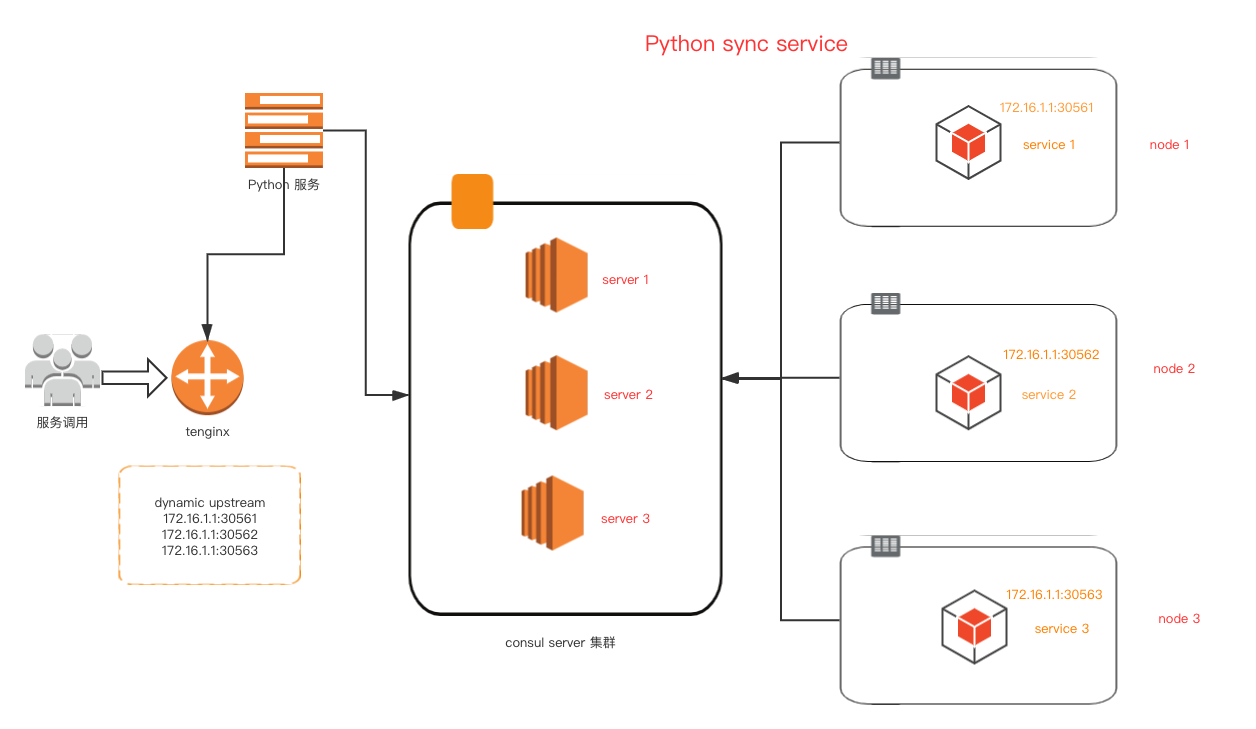 Python sync service
172.16.1.1:30561
service 1
node 1
Python 服务
server 1
172.16.1.1:30562
service 2
node 2
server 2
服务调用
tenginx
dynamic upstream
172.16.1.1:30561
172.16.1.1:30562
172.16.1.1:30563
server 3
172.16.1.1:30563
service 3
node 3
consul server 集群